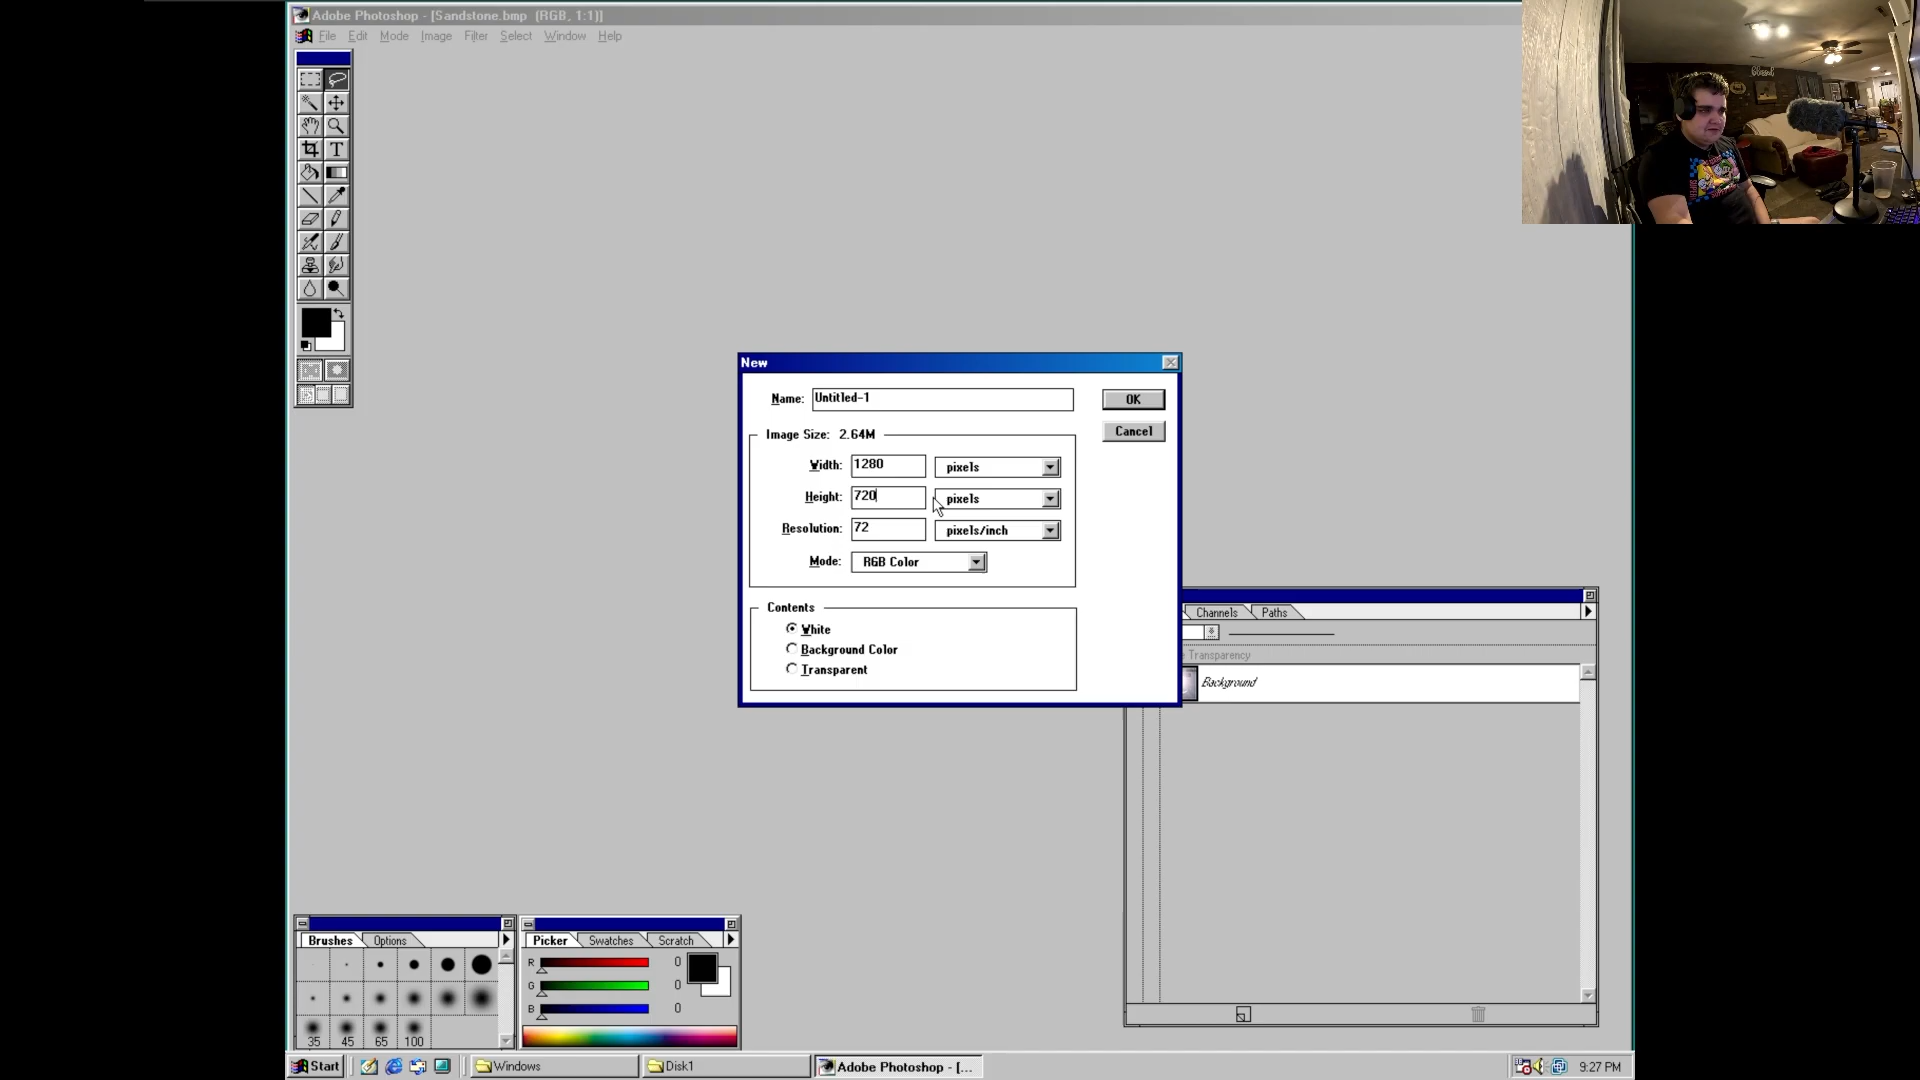 Adobe Photoshop - [Sandstone.bmp (RGB, 1:1)]
File Edit Mode Image Filter Select Window Help
T
New
Name: Untitled-1
OK
Image Size: 2.64M
Cancel
Width: 1280 pixels
Height: 720 pixels
Resolution: 72 pixels/inch
Mode: RGB Color
Contents
White
Background Color
Transparent
Channels Paths
Transparency
Background
Brushes Options
35 45 65 100
Picker Swatches Scratch
R 0
G 0
B 0
Start Windows Disk1 Adobe Photoshop - [... 9:27 PM